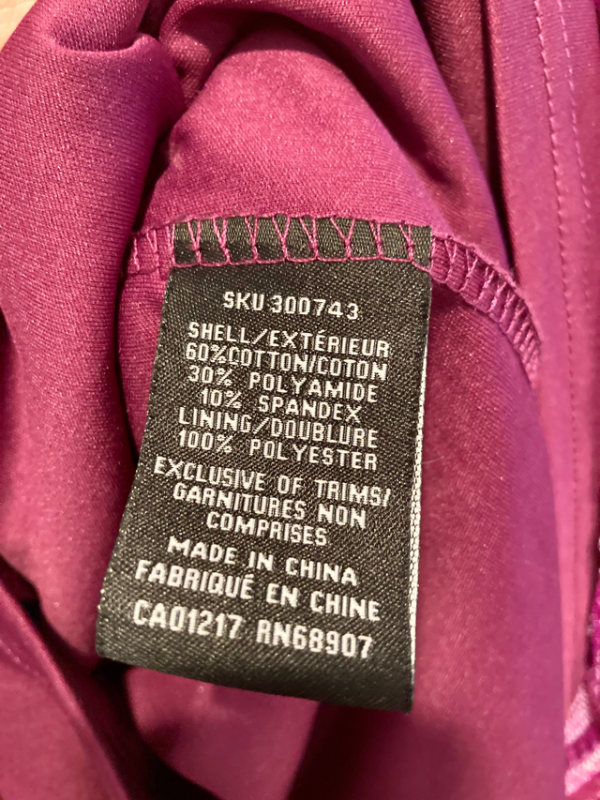 SKU 300743
SHELL/EXTÉRIEUR
60%COTTON/COTON
30% POLYAMIDE
10% SPANDEX
LINING/DOUBLURE
100% POLYESTER
EXCLUSIVE OF TRIMS/
GARNITURES NON
COMPRISES
MADE IN CHINA
FABRIQUÉ EN CHINE
CA01217 RN68907